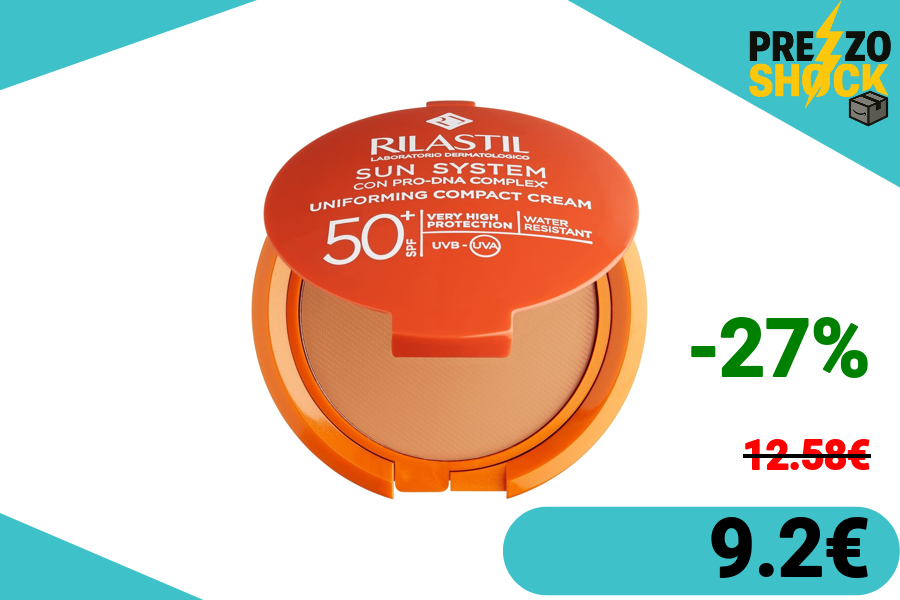 PREZZO
SHOCK
RILASTIL
LABORATORIO DERMATOLOGICO
SUN SYSTEM
CON PRO-DNA COMPLEX®
UNIFORMING COMPACT CREAM
50+ SPF
VERY HIGH PROTECTION
UVB - UVA
WATER RESISTANT
-27%
12.58€
9.2€